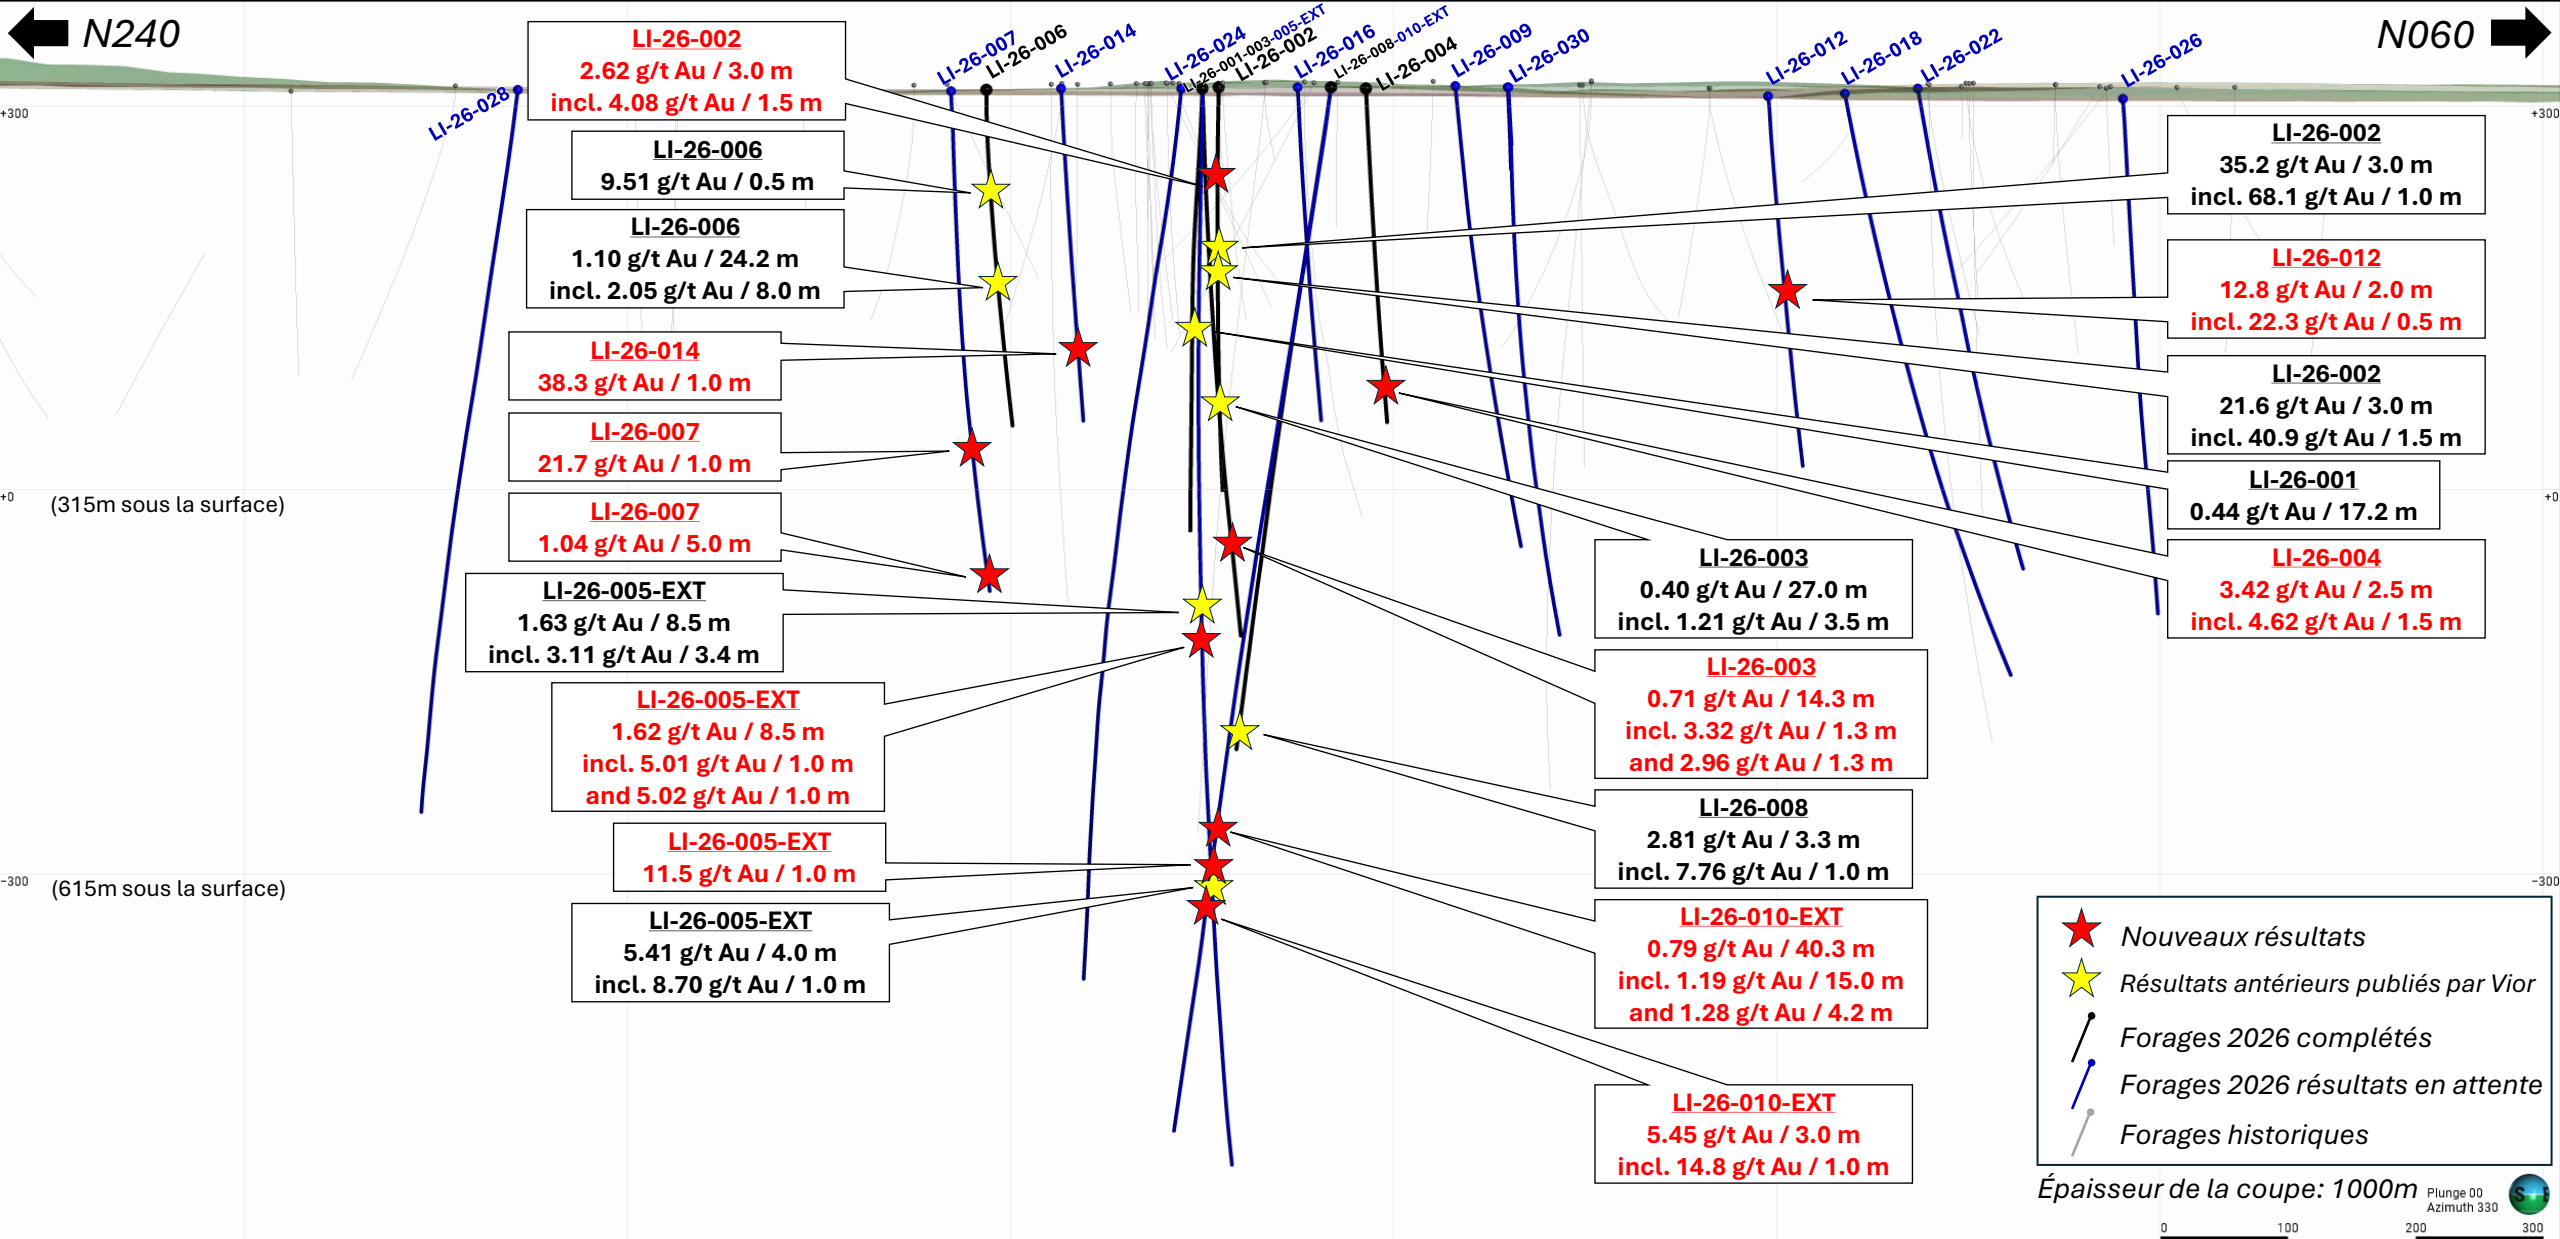 N240
N060
LI-26-028
LI-26-007
LI-26-006
LI-26-014
LI-26-024
LI-26-001-003-005-EXT
LI-26-002
LI-26-016
LI-26-008-010-EXT
LI-26-004
LI-26-009
LI-26-030
LI-26-012
LI-26-018
LI-26-022
LI-26-026
+300
+300
LI-26-002
2.62 g/t Au / 3.0 m
incl. 4.08 g/t Au / 1.5 m
LI-26-006
9.51 g/t Au / 0.5 m
LI-26-006
1.10 g/t Au / 24.2 m
incl. 2.05 g/t Au / 8.0 m
LI-26-014
38.3 g/t Au / 1.0 m
LI-26-007
21.7 g/t Au / 1.0 m
+0
(315m sous la surface)
+0
LI-26-007
1.04 g/t Au / 5.0 m
LI-26-005-EXT
1.63 g/t Au / 8.5 m
incl. 3.11 g/t Au / 3.4 m
LI-26-005-EXT
1.62 g/t Au / 8.5 m
incl. 5.01 g/t Au / 1.0 m
and 5.02 g/t Au / 1.0 m
LI-26-005-EXT
11.5 g/t Au / 1.0 m
-300
(615m sous la surface)
-300
LI-26-005-EXT
5.41 g/t Au / 4.0 m
incl. 8.70 g/t Au / 1.0 m
LI-26-002
35.2 g/t Au / 3.0 m
incl. 68.1 g/t Au / 1.0 m
LI-26-012
12.8 g/t Au / 2.0 m
incl. 22.3 g/t Au / 0.5 m
LI-26-002
21.6 g/t Au / 3.0 m
incl. 40.9 g/t Au / 1.5 m
LI-26-001
0.44 g/t Au / 17.2 m
LI-26-004
3.42 g/t Au / 2.5 m
incl. 4.62 g/t Au / 1.5 m
LI-26-003
0.40 g/t Au / 27.0 m
incl. 1.21 g/t Au / 3.5 m
LI-26-003
0.71 g/t Au / 14.3 m
incl. 3.32 g/t Au / 1.3 m
and 2.96 g/t Au / 1.3 m
LI-26-008
2.81 g/t Au / 3.3 m
incl. 7.76 g/t Au / 1.0 m
LI-26-010-EXT
0.79 g/t Au / 40.3 m
incl. 1.19 g/t Au / 15.0 m
and 1.28 g/t Au / 4.2 m
LI-26-010-EXT
5.45 g/t Au / 3.0 m
incl. 14.8 g/t Au / 1.0 m
Nouveaux résultats
Résultats antérieurs publiés par Vior
Forages 2026 complétés
Forages 2026 résultats en attente
Forages historiques
Épaisseur de la coupe: 1000m
Plunge 00
Azimuth 330
S E
0 100 200 300